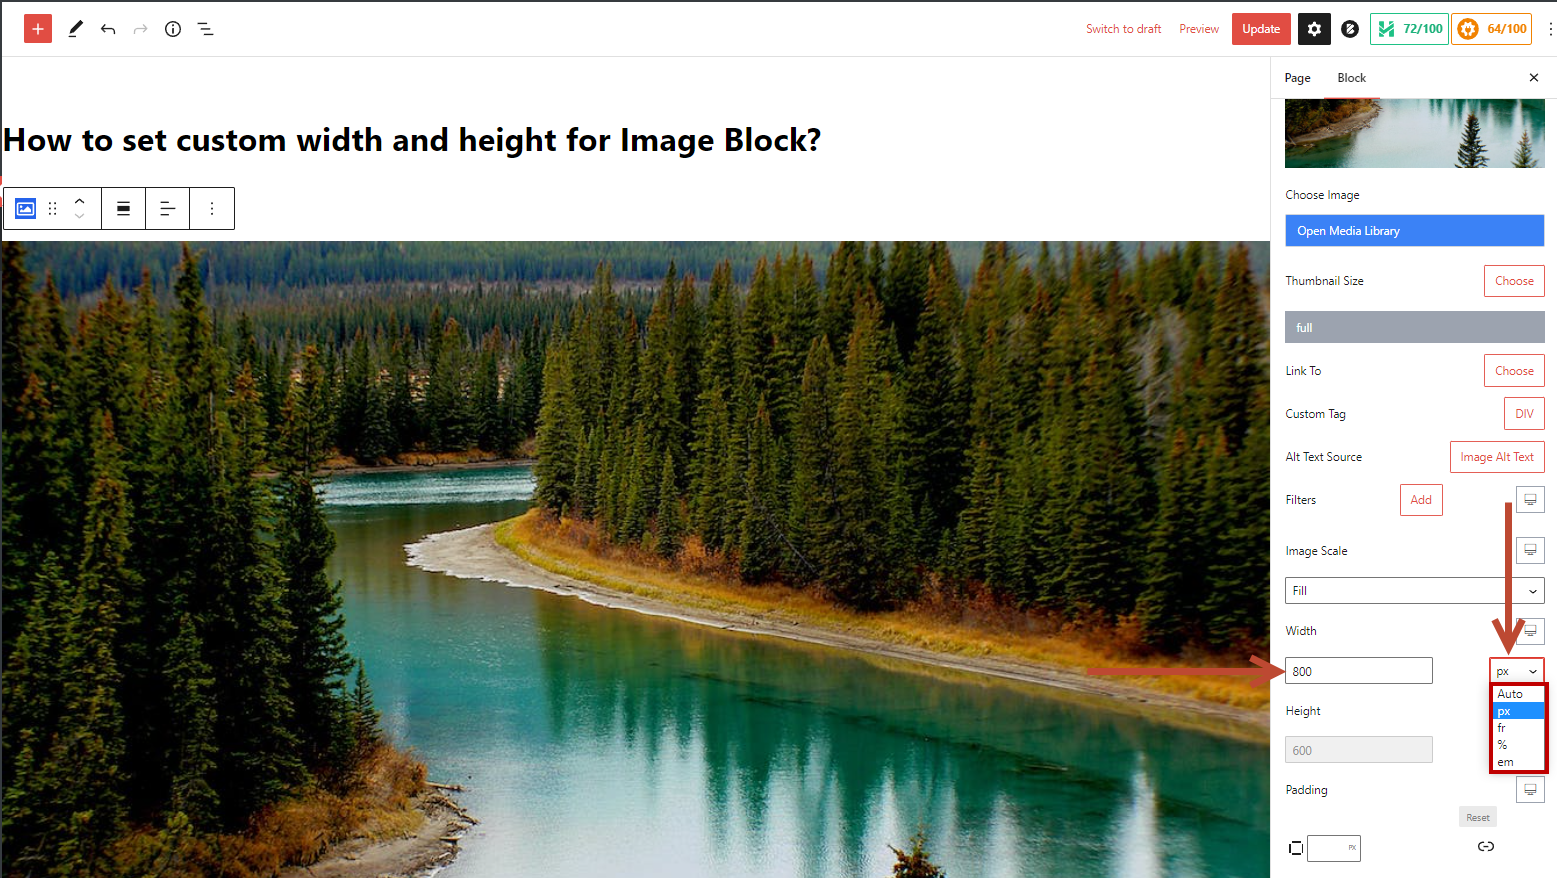 Switch to draft Preview Update 72/100 64/100
Page Block
How to set custom width and height for Image Block?
Choose Image
Open Media Library
Thumbnail Size Choose
full
Link To Choose
Custom Tag DIV
Alt Text Source Image Alt Text
Filters Add
Image Scale
Fill
Width
800 px
Auto
px
fr
%
em
Height
600
Padding
Reset
PX